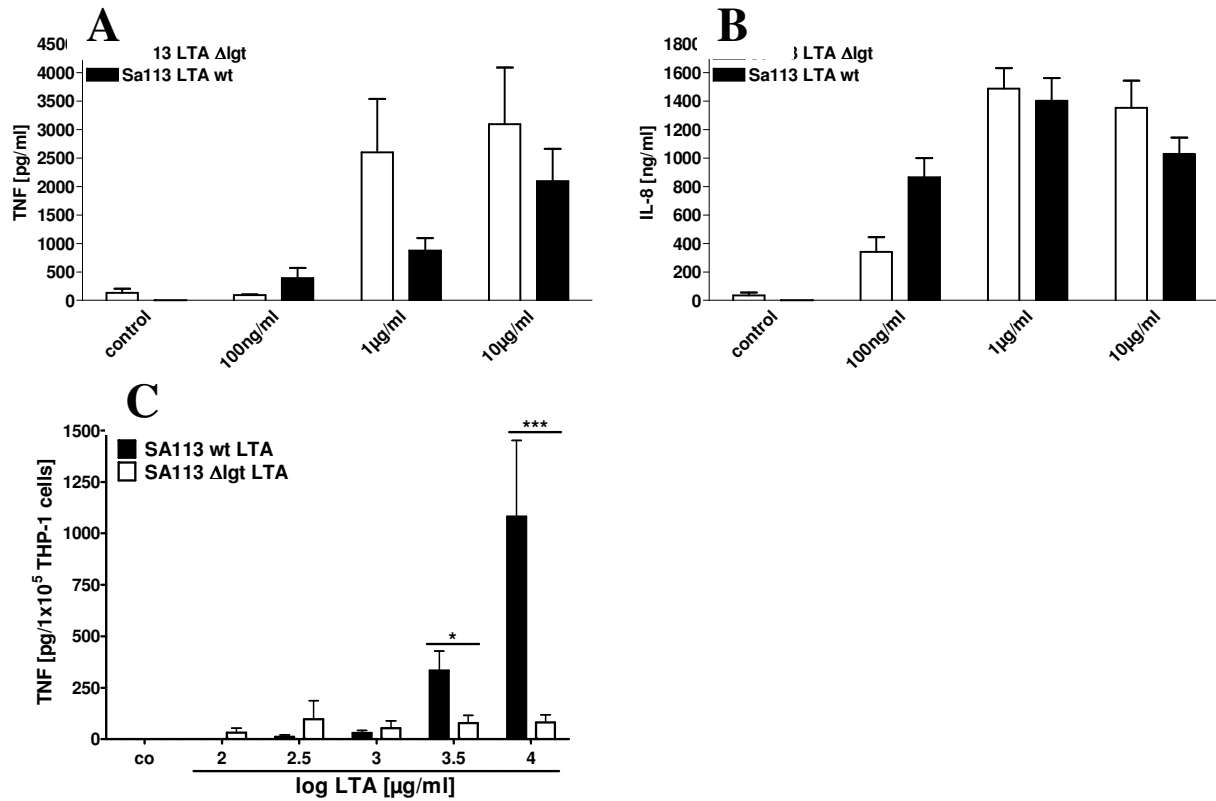 A
450
13 LTA Δlgt
Sa113 LTA wt
4000
3500
3000
2500
2000
1500
1000
500
0
TNF [pg/ml]
control
100ng/ml
1µg/ml
10µg/ml
B
1800
3 LTA Δlgt
Sa113 LTA wt
1600
1400
1200
1000
800
600
400
200
0
IL-8 [ng/ml]
control
100ng/ml
1µg/ml
10µg/ml
C
1500
1250
1000
750
500
250
0
TNF [pg/1x10⁵ THP-1 cells]
SA113 wt LTA
SA113 Δlgt LTA
*
***
co 2 2.5 3 3.5 4
log LTA [µg/ml]